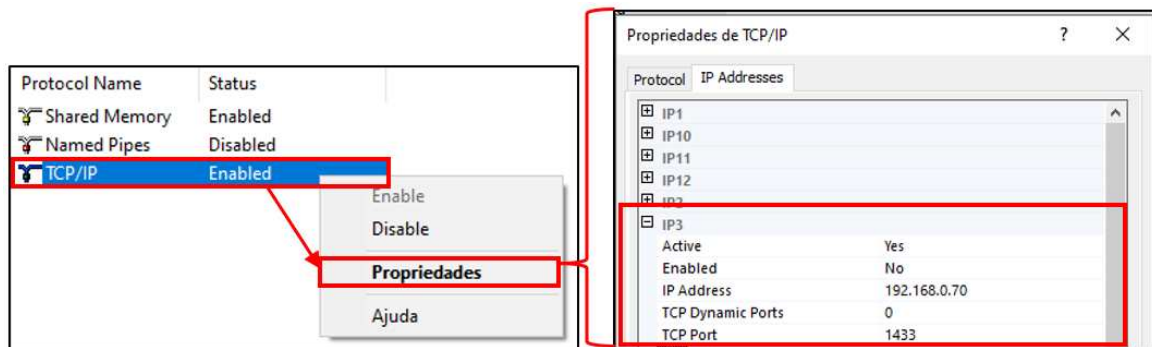 Protocol Name Status
Shared Memory Enabled
Named Pipes Disabled
TCP/IP Enabled
Enable
Disable
Propriedades
Ajuda
Propriedades de TCP/IP ? X
Protocol IP Addresses
IP1
IP10
IP11
IP12
IP2
IP3
Active Yes
Enabled No
IP Address 192.168.0.70
TCP Dynamic Ports 0
TCP Port 1433